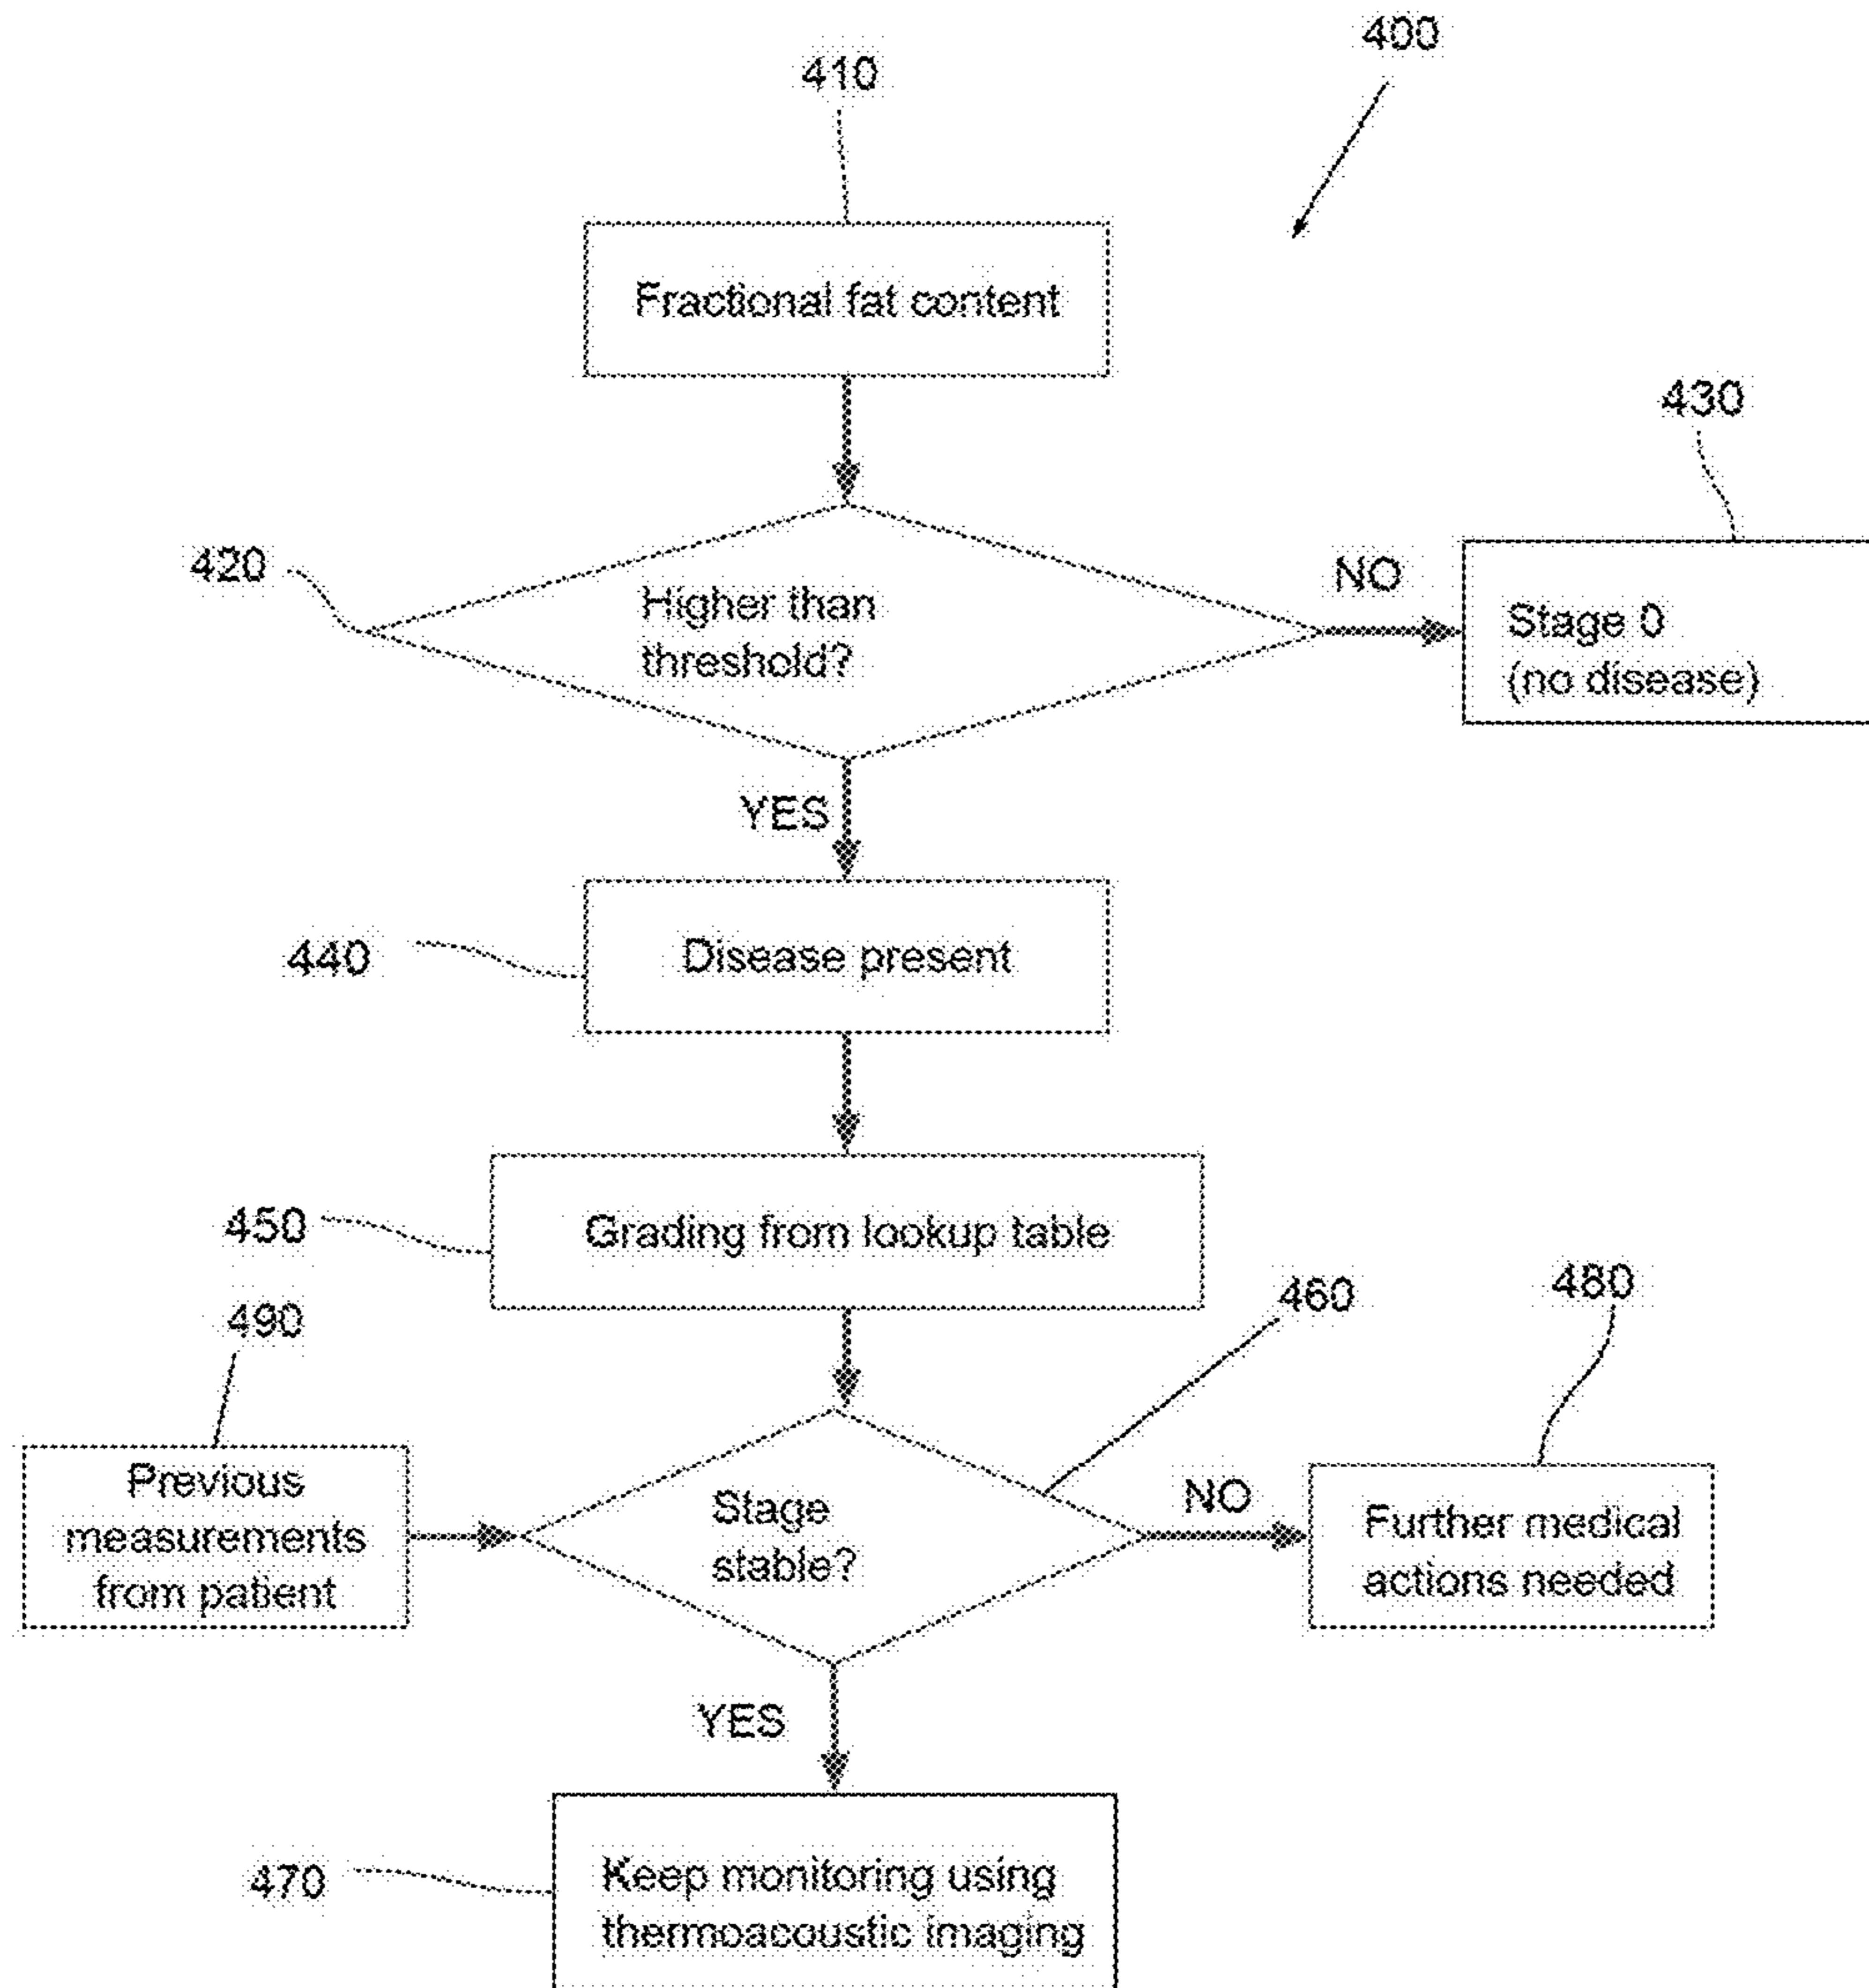 400
410
Fractional fat content
430
420
Higher than
threshold?
NO
Stage 0
(no disease)
YES
440
Disease present
450
Grading from lookup table
490
460
480
Previous
measurements
from patient
Stage
stable?
NO
Further medical
actions needed
YES
470
Keep monitoring using
thermoacoustic imaging